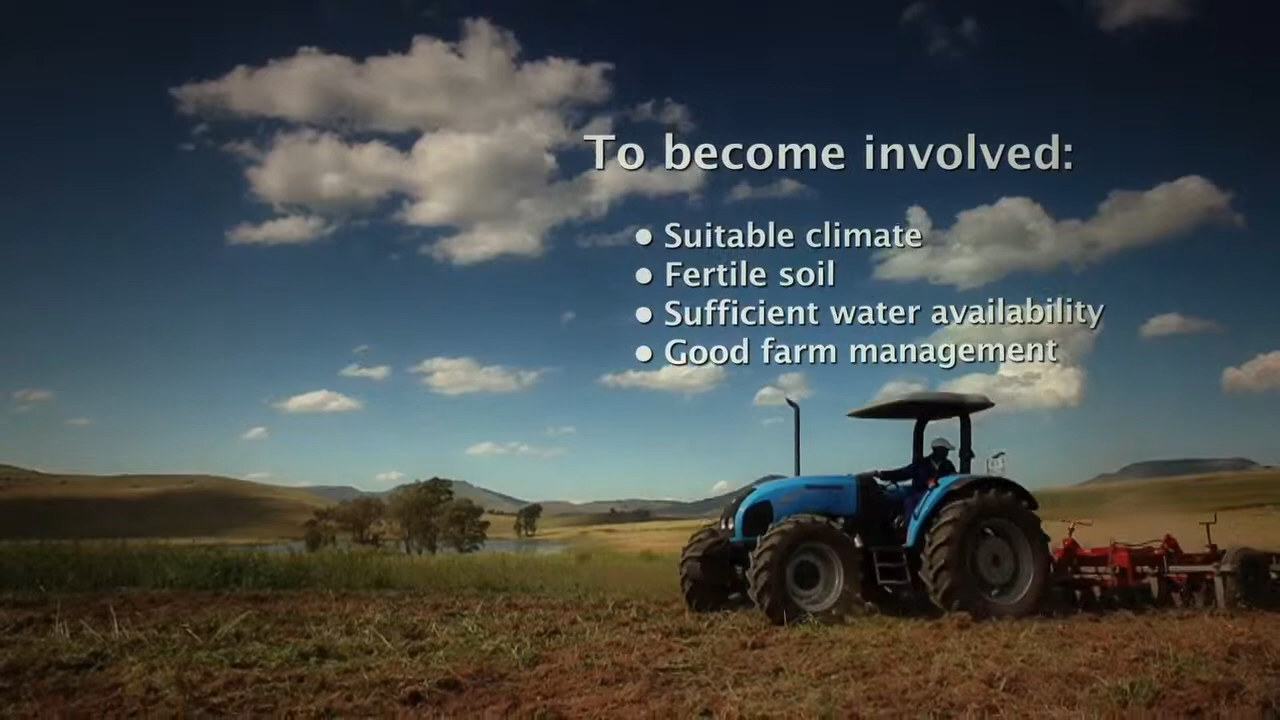 To become involved:
● Suitable climate
● Fertile soil
● Sufficient water availability
● Good farm management